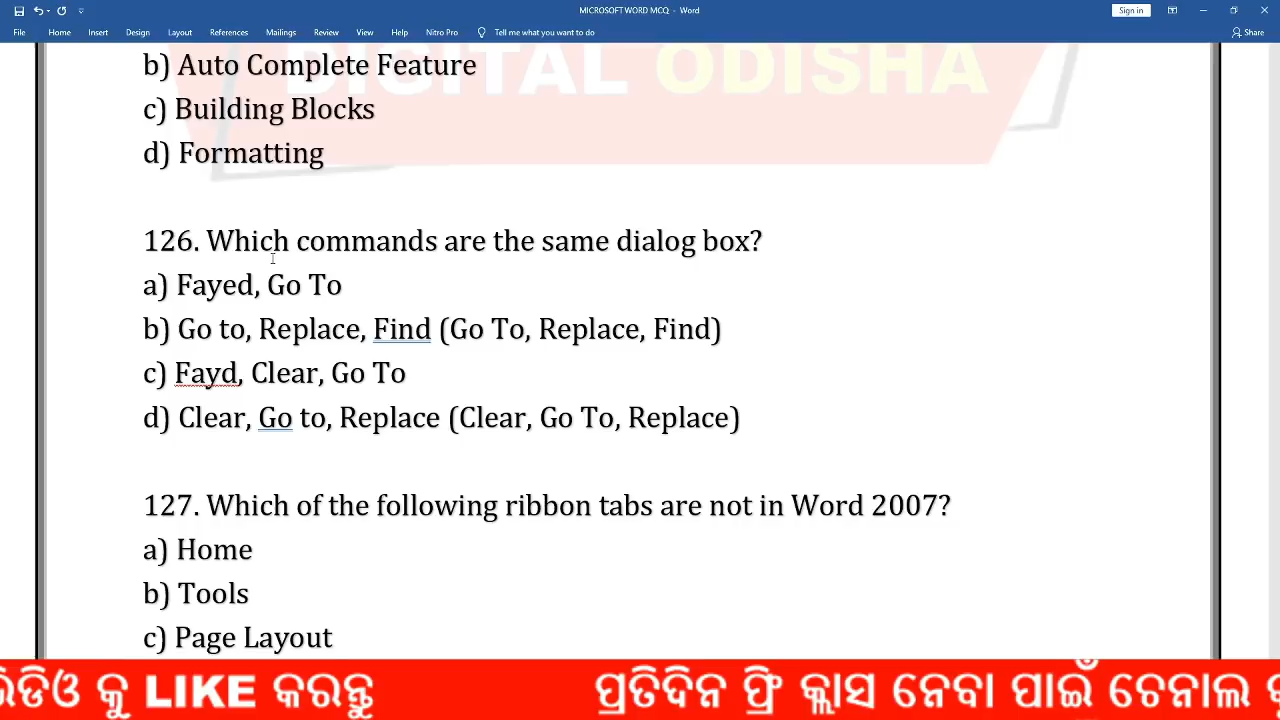 MICROSOFT WORD MCQ - Word
Sign in
File Home Insert Design Layout References Mailings Review View Help Nitro Pro Tell me what you want to do Share
DIGITAL ODISHA
b) Auto Complete Feature
c) Building Blocks
d) Formatting
126. Which commands are the same dialog box?
a) Fayed, Go To
b) Go to, Replace, Find (Go To, Replace, Find)
c) Fayd, Clear, Go To
d) Clear, Go to, Replace (Clear, Go To, Replace)
127. Which of the following ribbon tabs are not in Word 2007?
a) Home
b) Tools
c) Page Layout
ଭିଡିଓ କୁ LIKE କରନ୍ତୁ ପ୍ରତିଦିନ ଫ୍ରି କ୍ଲାସ ନେବା ପାଇଁ ଚେନାଲ